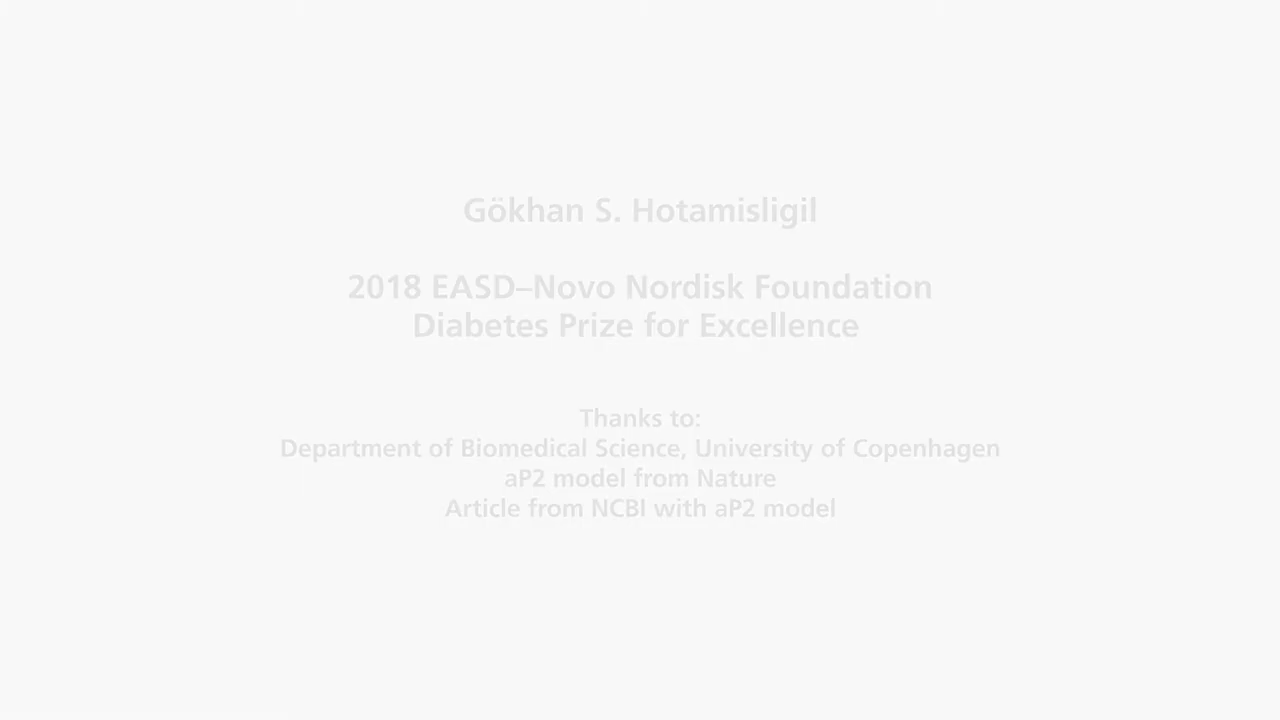 Gökhan S. Hotamisligil
2018 EASD–Novo Nordisk Foundation
Diabetes Prize for Excellence
Thanks to:
Department of Biomedical Science, University of Copenhagen
aP2 model from Nature
Article from NCBI with aP2 model